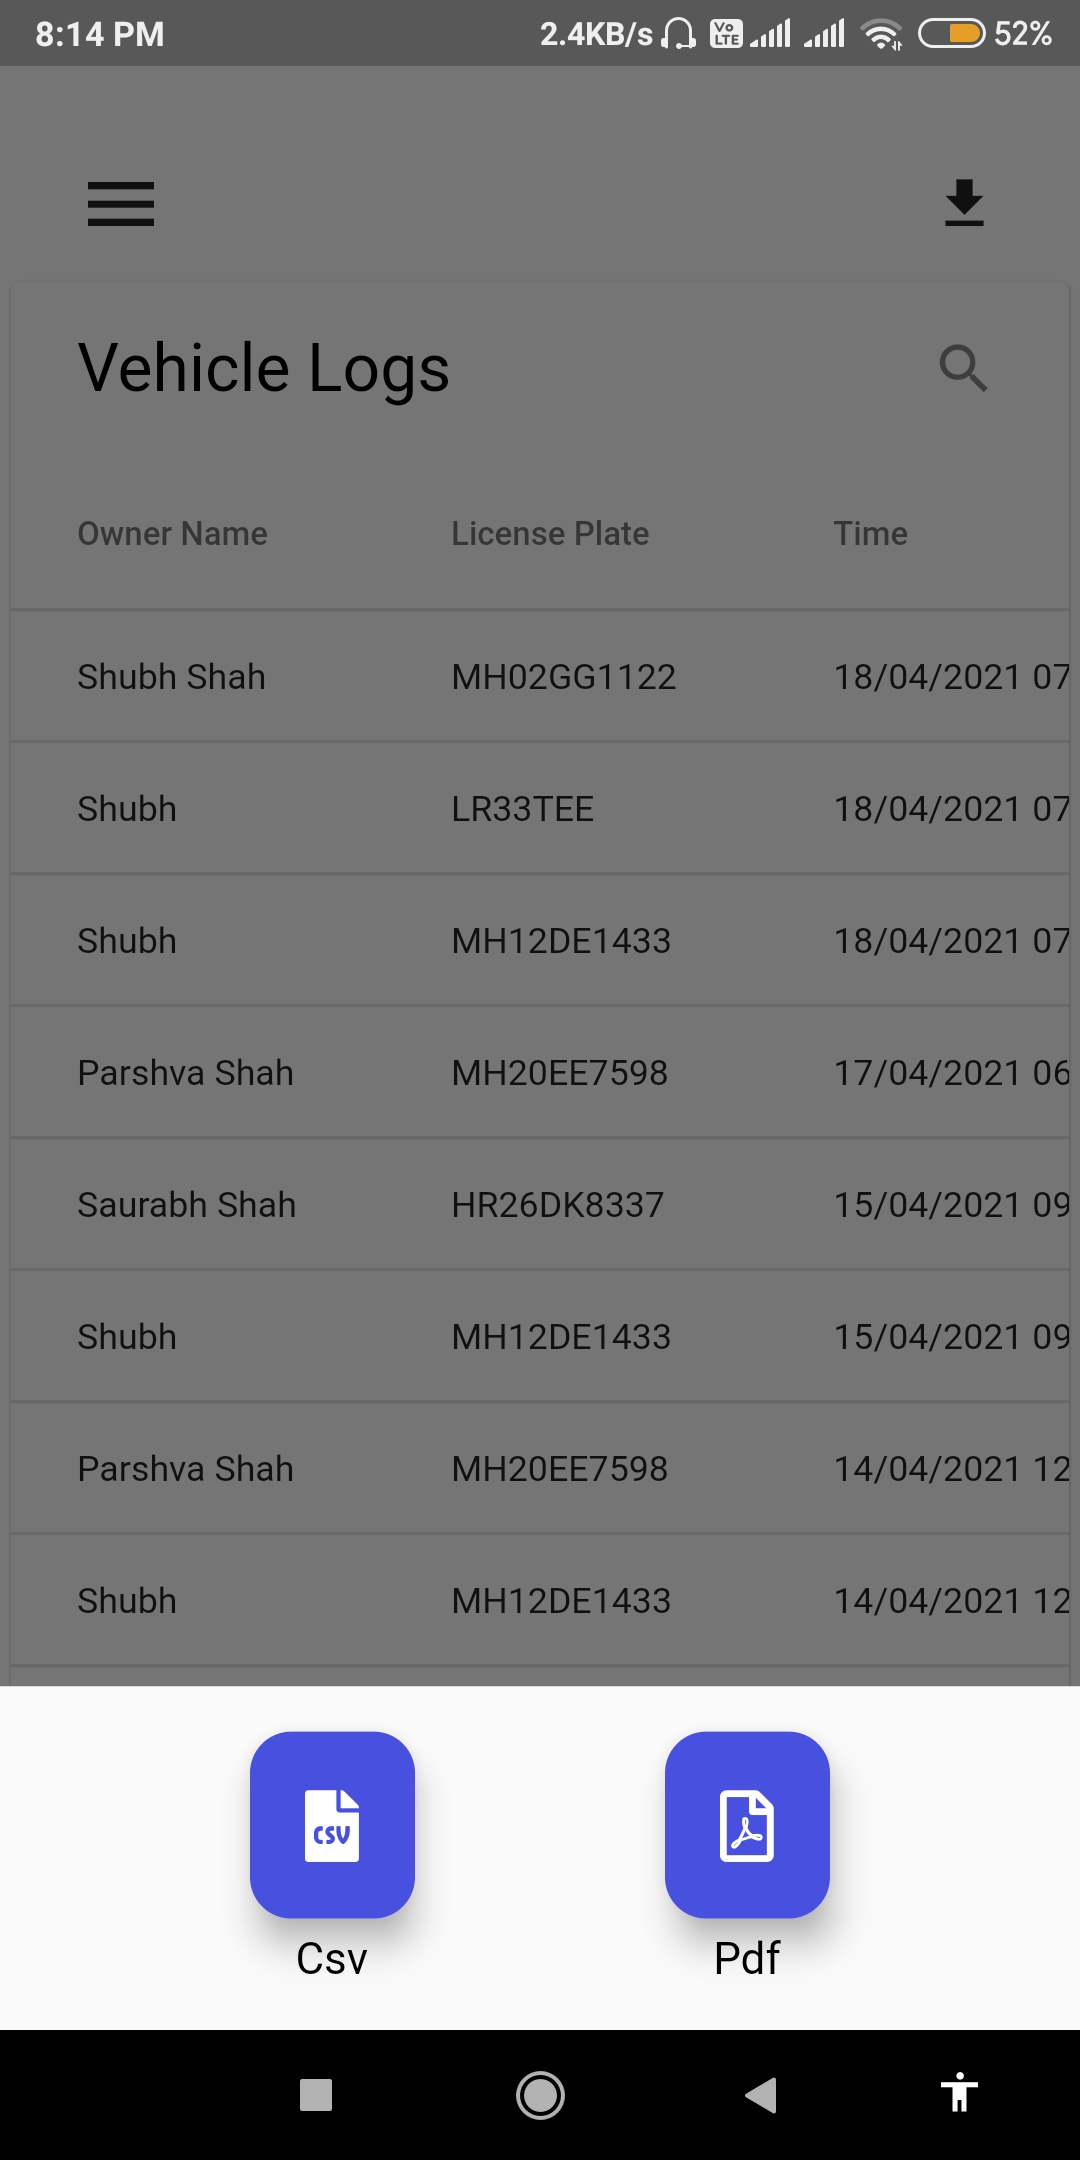 8:14 PM 2.4KB/s Vo LTE 52%
Vehicle Logs
Owner Name License Plate Time
Shubh Shah MH02GG1122 18/04/2021 07
Shubh LR33TEE 18/04/2021 07
Shubh MH12DE1433 18/04/2021 07
Parshva Shah MH20EE7598 17/04/2021 06
Saurabh Shah HR26DK8337 15/04/2021 09
Shubh MH12DE1433 15/04/2021 09
Parshva Shah MH20EE7598 14/04/2021 12
Shubh MH12DE1433 14/04/2021 12
CSV
Csv Pdf